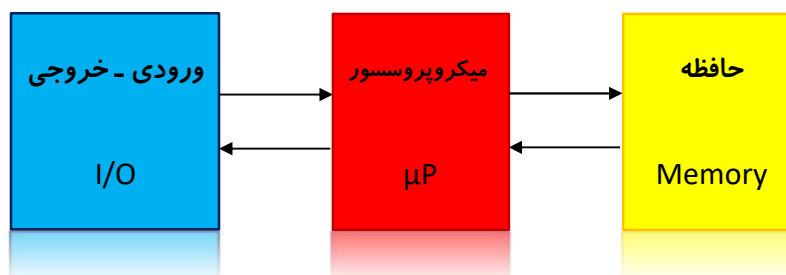 ورودی - خروجی
I/O
میکروپروسسور
µP
حافظه
Memory